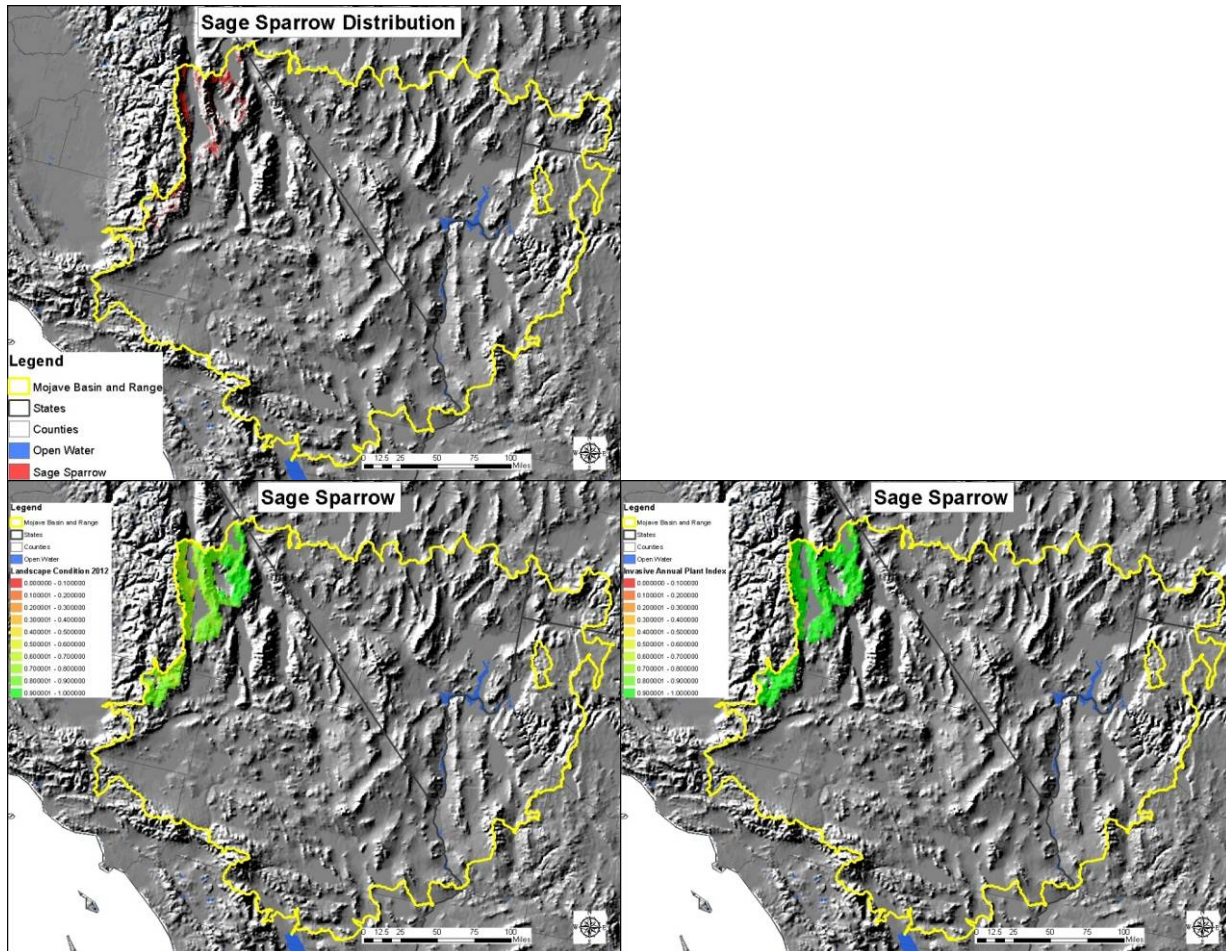 Sage Sparrow Distribution
Legend
Mojave Basin and Range
States
Counties
Open Water
Sage Sparrow
0 12.5 25 50 75 100
Miles
Sage Sparrow
Legend
Mojave Basin and Range
States
Counties
Open Water
Landscape Condition 2012
0.000000 - 0.100000
0.100001 - 0.200000
0.200001 - 0.300000
0.300001 - 0.400000
0.400001 - 0.500000
0.500001 - 0.600000
0.600001 - 0.700000
0.700001 - 0.800000
0.800001 - 0.900000
0.900001 - 1.000000
0 12.5 25 50 75 100
Miles
Sage Sparrow
Legend
Mojave Basin and Range
States
Counties
Open Water
Invasive Annual Plant Index
0.000000 - 0.100000
0.100001 - 0.200000
0.200001 - 0.300000
0.300001 - 0.400000
0.400001 - 0.500000
0.500001 - 0.600000
0.600001 - 0.700000
0.700001 - 0.800000
0.800001 - 0.900000
0.900001 - 1.000000
0 12.5 25 50 75 100
Miles